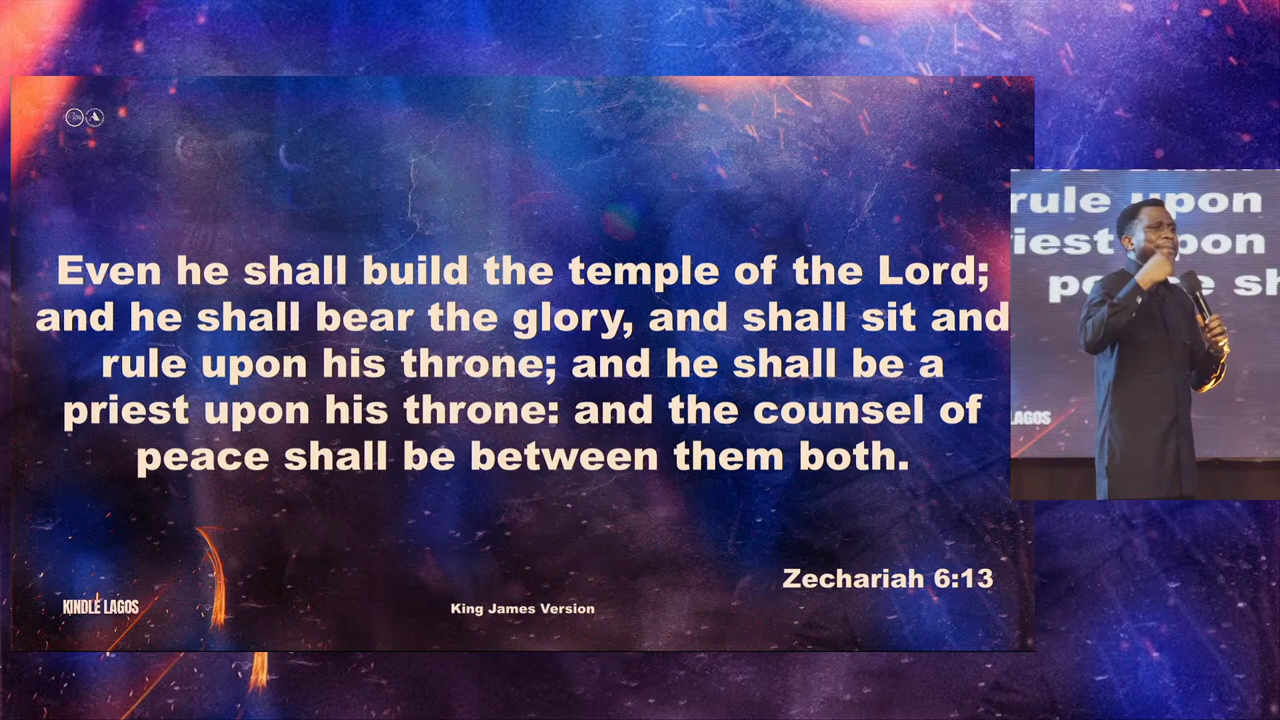 Even he shall build the temple of the Lord;
and he shall bear the glory, and shall sit and
rule upon his throne; and he shall be a
priest upon his throne: and the counsel of
peace shall be between them both.
Zechariah 6:13
KINDLE LAGOS
King James Version
rule upon
upon
LAGOS